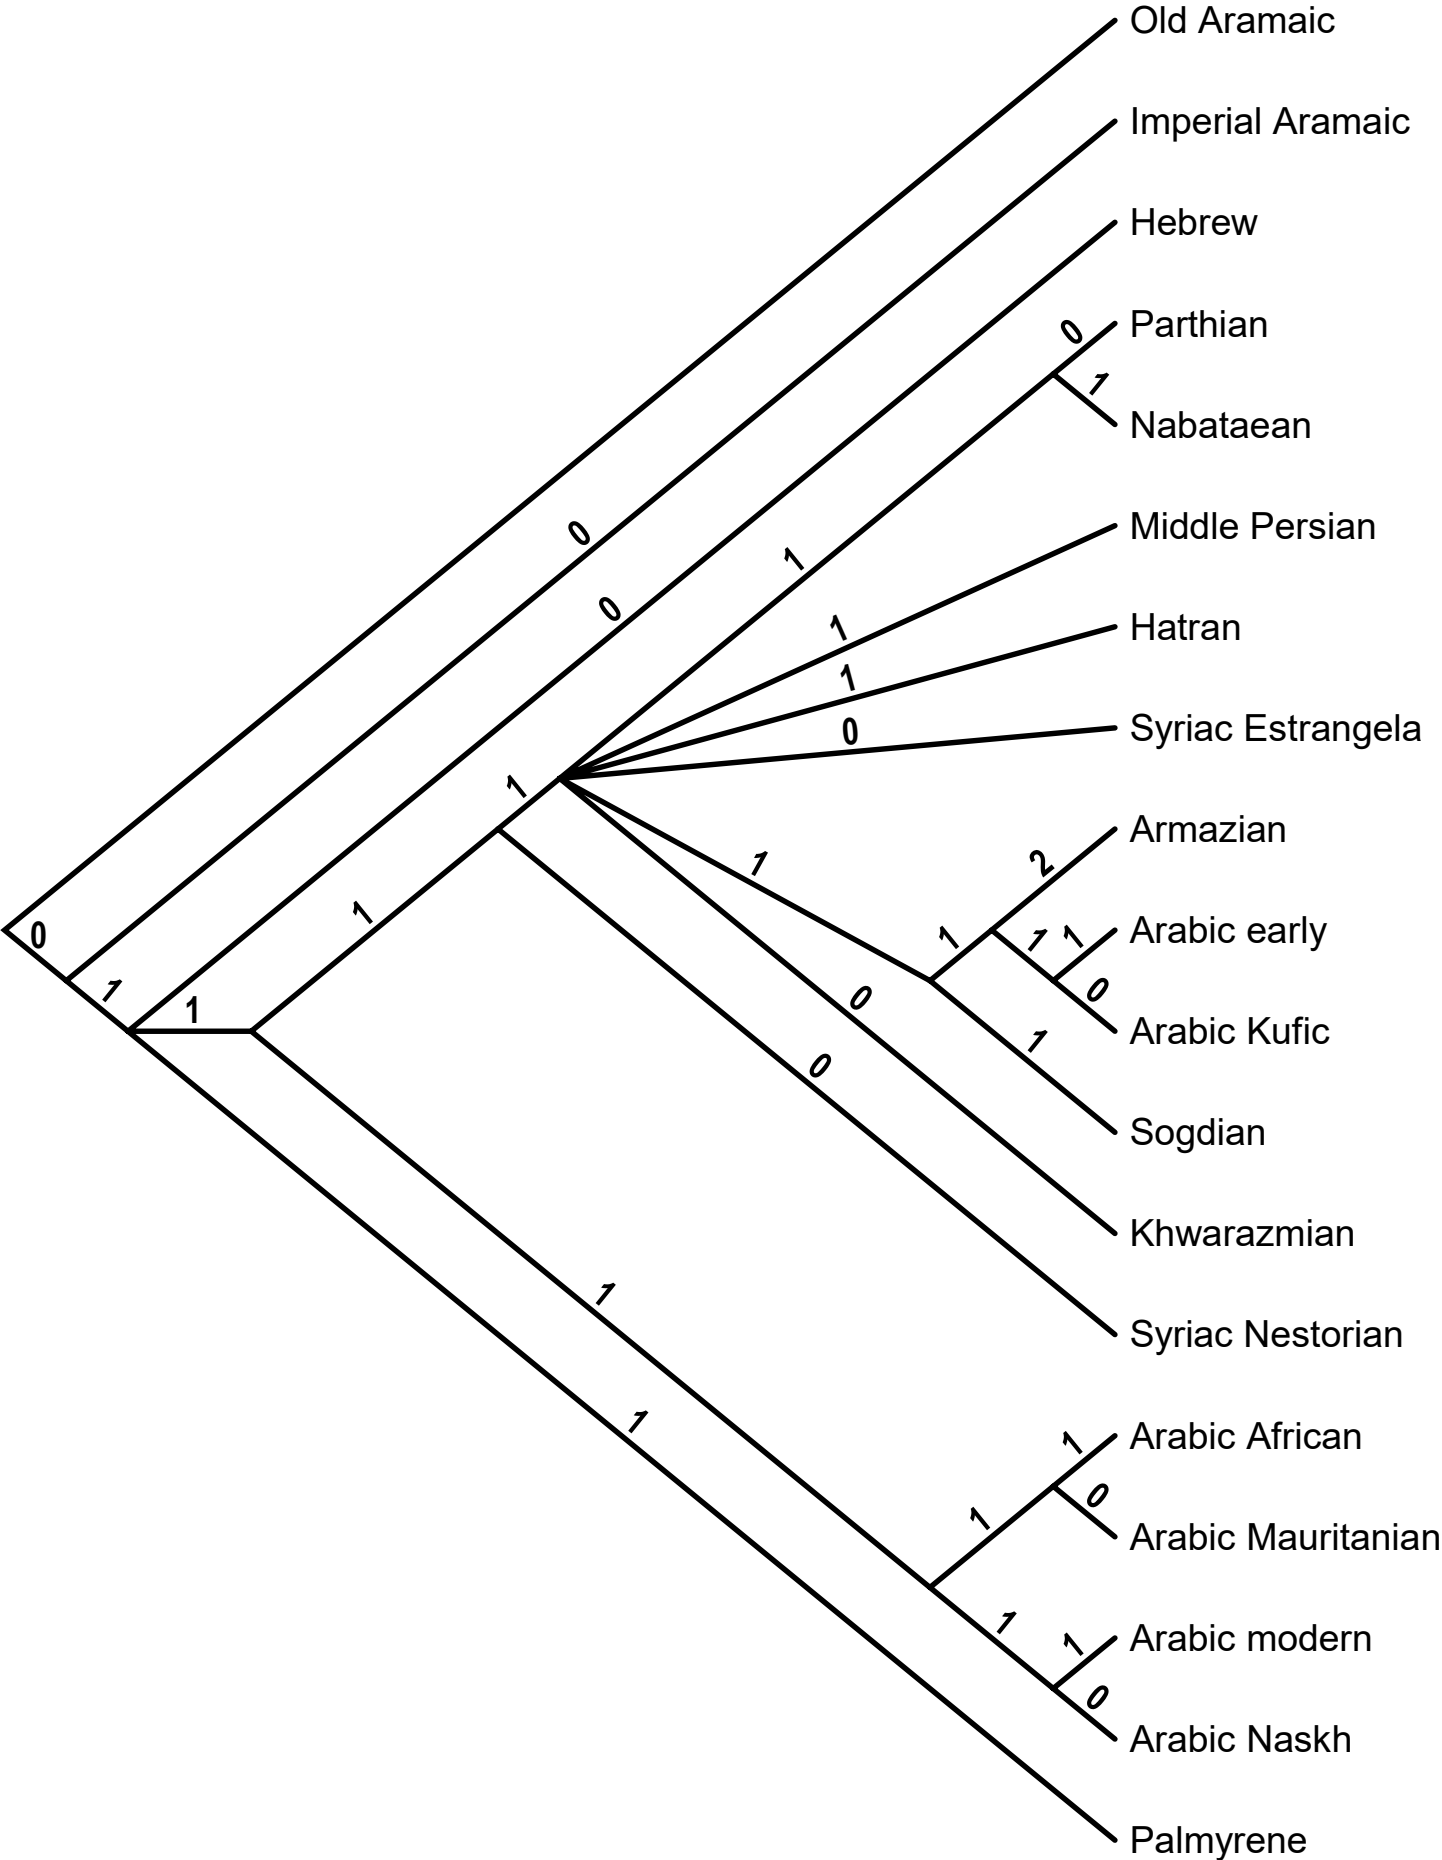 Old Aramaic
Imperial Aramaic
Hebrew
0
Parthian
1
Nabataean
0
1
Middle Persian
0
1
Hatran
1
0
Syriac Estrangela
1
1
2
Armazian
1
0
1
1
1
Arabic early
1
1
0
0
Arabic Kufic
0
1
Sogdian
Khwarazmian
1
Syriac Nestorian
1
1
Arabic African
1
0
Arabic Mauritanian
1
1
Arabic modern
0
Arabic Naskh
Palmyrene